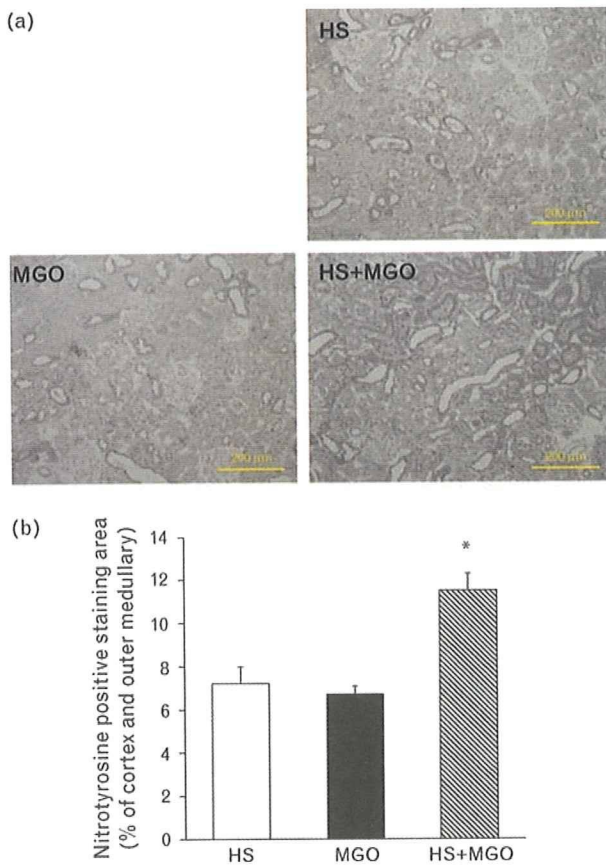 (a)
HS
200 µm
MGO
200 µm
HS+MGO
200 µm
(b)
Nitrotyrosine positive staining area
(% of cortex and outer medullary)
14
12
10
8
6
4
2
0
*
HS
MGO
HS+MGO